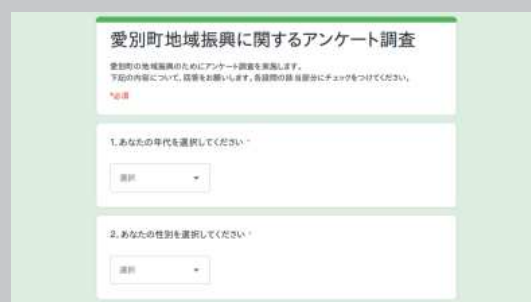 愛別町地域振興に関するアンケート調査
愛別町の地域振興のためにアンケート調査を実施します。
下記の内容について、回答をお願いします。各設問の該当部分にチェックをつけてください。
*必須
1. あなたの年代を選択してください *
選択
2. あなたの性別を選択してください *
選択